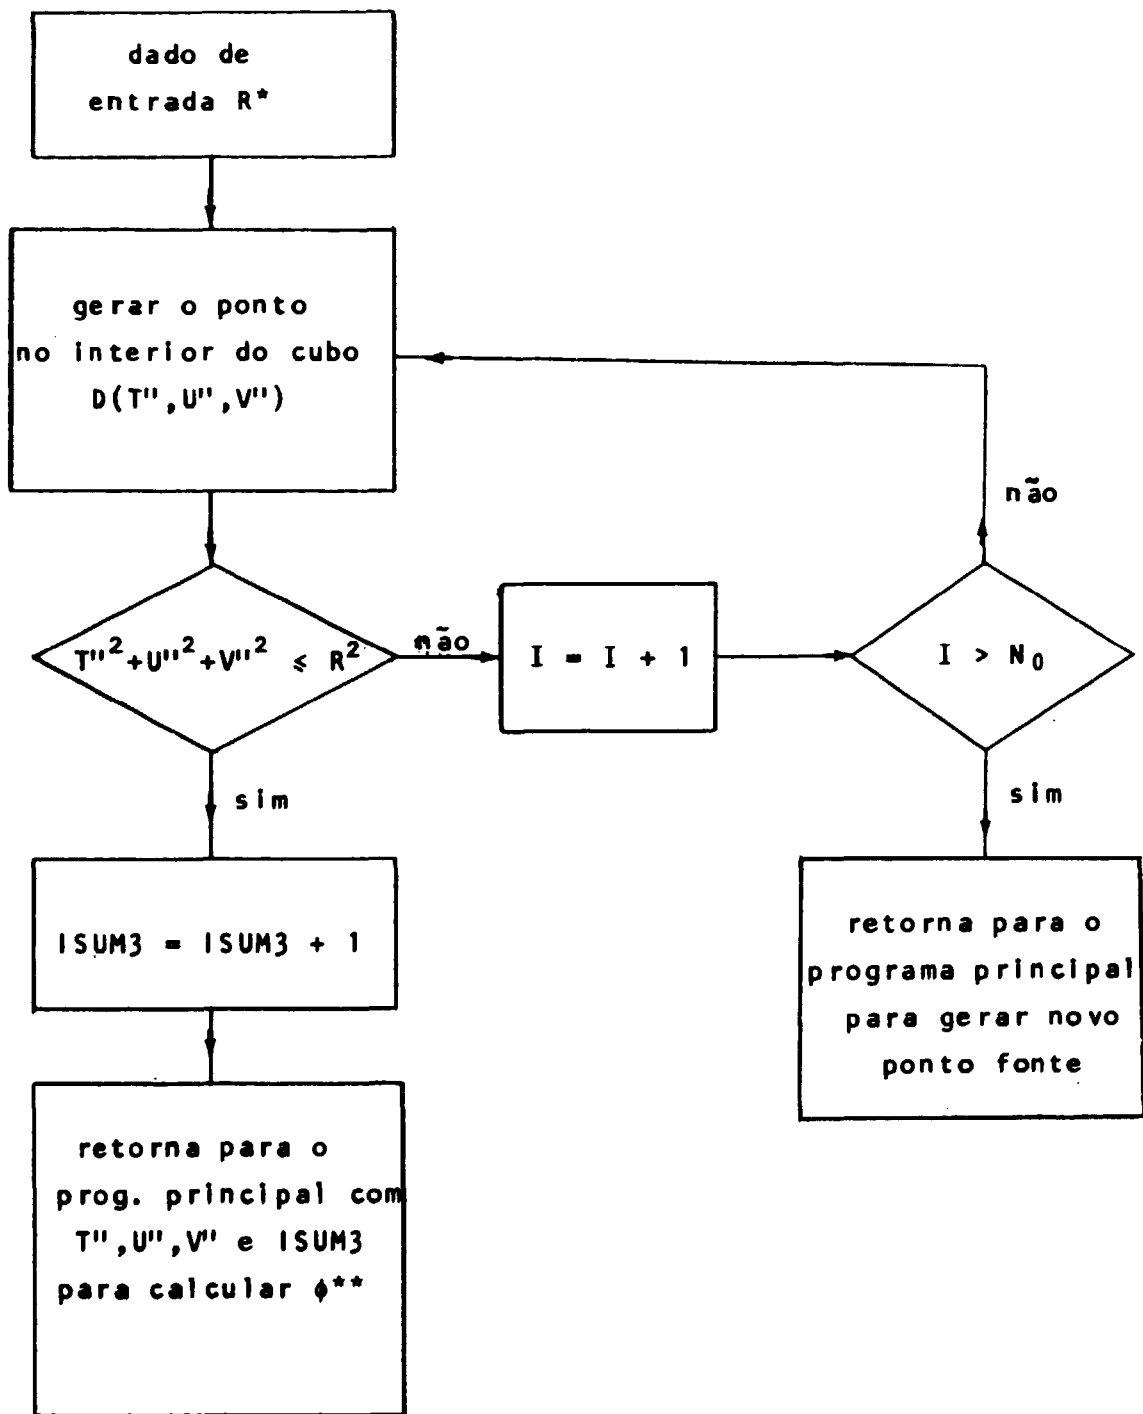 dado de
entrada R*
gerar o ponto
no interior do cubo
D(T",U",V")
não
T"²+U"²+V"² ≤ R²
não
I = I + 1
I > N₀
sim
sim
ISUM3 = ISUM3 + 1
retorna para o
programa principal
para gerar novo
ponto fonte
retorna para o
prog. principal com
T",U",V" e ISUM3
para calcular ϕ**